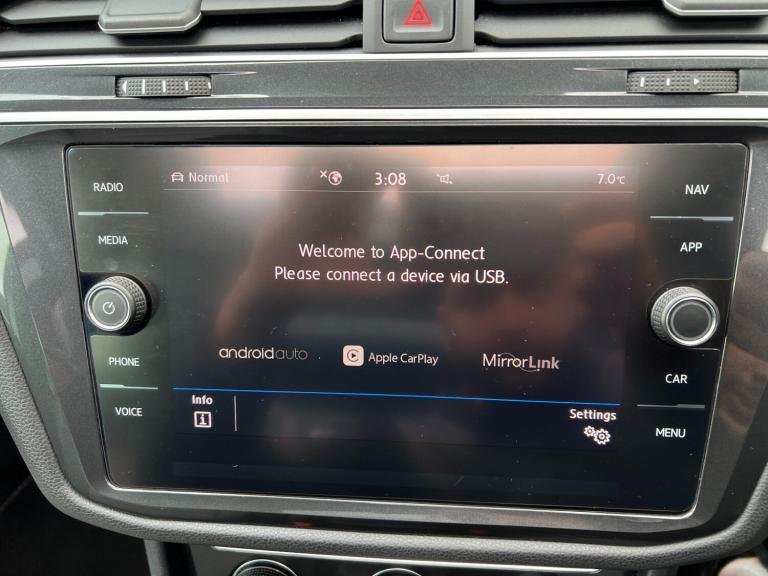 RADIO
MEDIA
PHONE
VOICE
Normal
3:08
7.0°C
Welcome to App-Connect
Please connect a device via USB.
androidauto
Apple CarPlay
MirrorLink
Info
Settings
NAV
APP
CAR
MENU